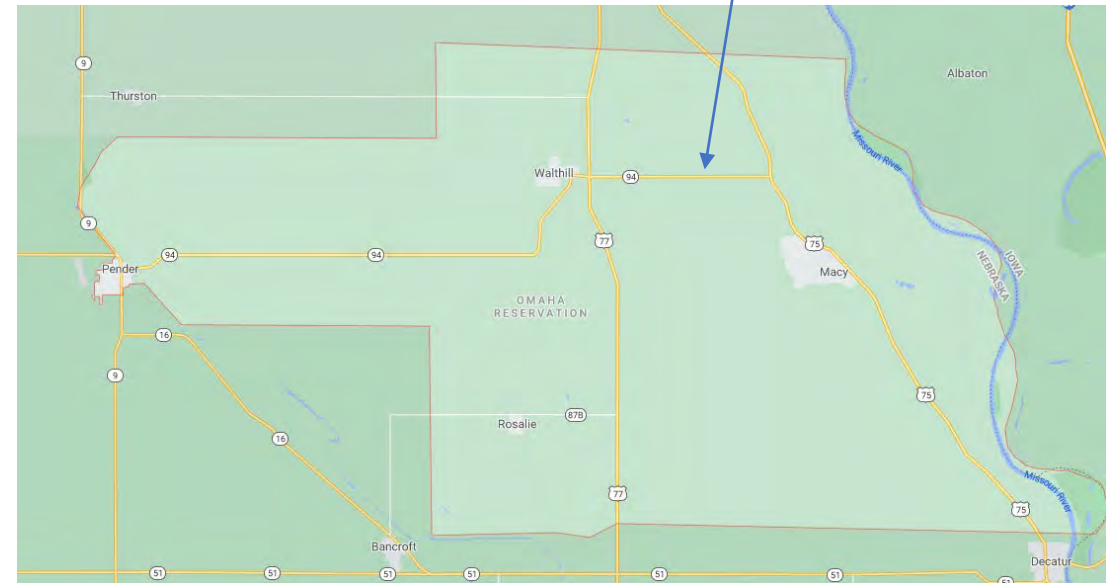 9
Albaton
Thurston
Missouri River
Walthill
94
9
77
75
94
94
Pender
Macy
IOWA
NEBRASKA
OMAHA
RESERVATION
16
9
75
87B
Rosalie
16
77
Missouri River
75
Bancroft
Decatur
51
51
51
51
51
51
51